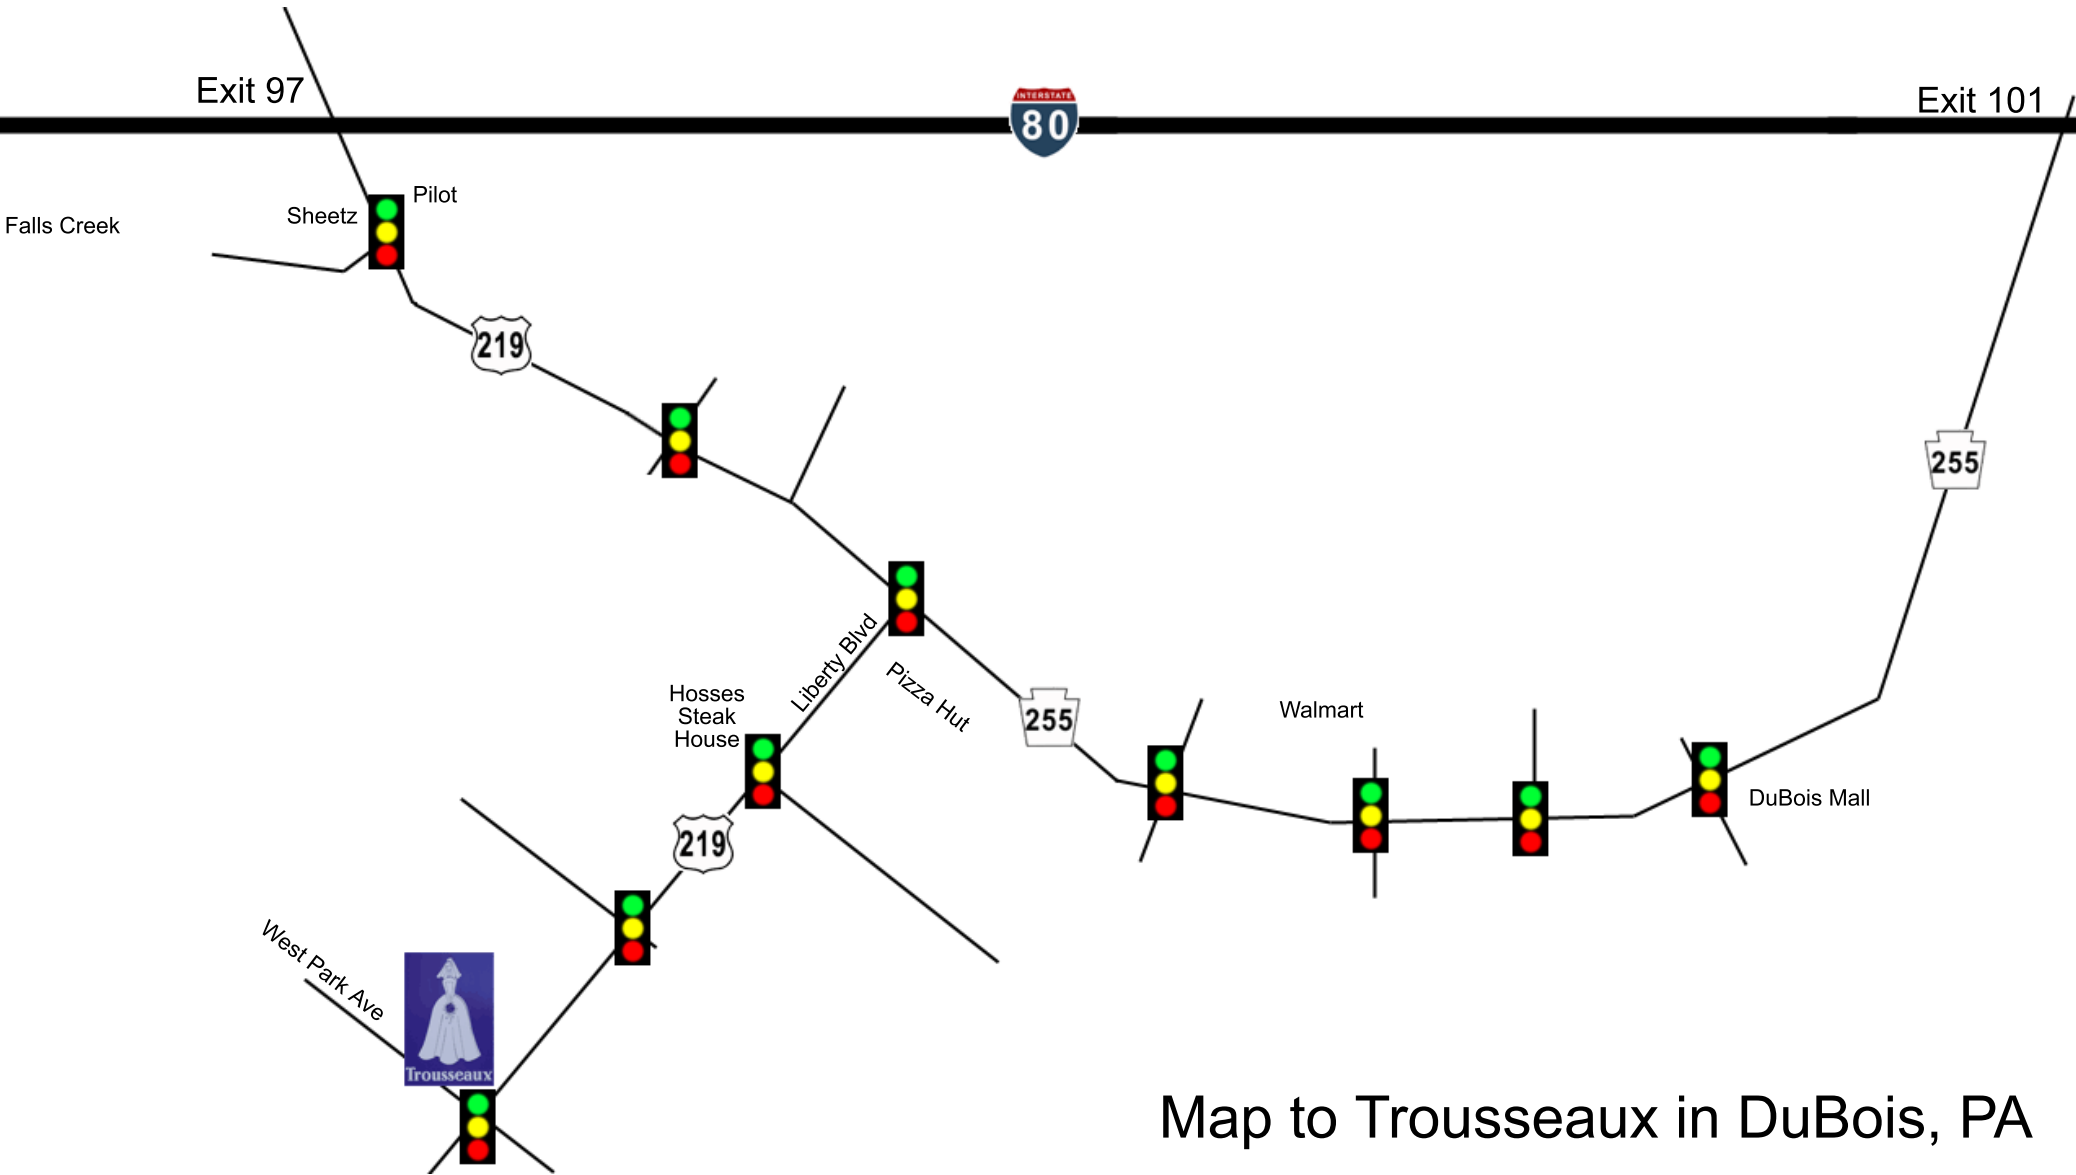 Exit 97
INTERSTATE
80
Exit 101
Pilot
Sheetz
Falls Creek
219
255
Liberty Blvd
Pizza Hut
Hosses
Steak
House
255
Walmart
DuBois Mall
219
West Park Ave
Trousseaux
Map to Trousseaux in DuBois, PA